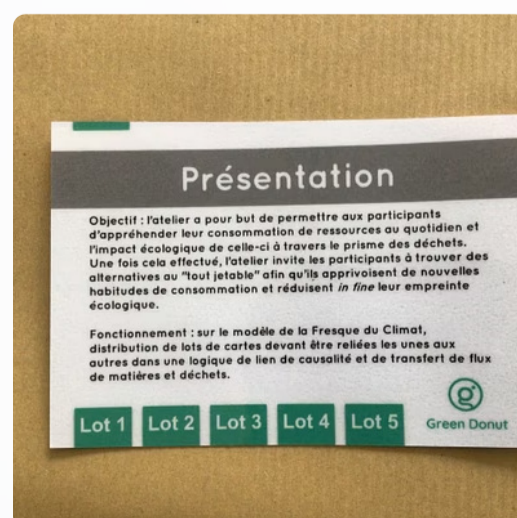 Présentation
Objectif : l'atelier a pour but de permettre aux participants
d'appréhender leur consommation de ressources au quotidien et
l'impact écologique de celle-ci à travers le prisme des déchets.
Une fois cela effectué, l'atelier invite les participants à trouver des
alternatives au "tout jetable" afin qu'ils apprivoisent de nouvelles
habitudes de consommation et réduisent in fine leur empreinte
écologique.
Fonctionnement : sur le modèle de la Fresque du Climat,
distribution de lots de cartes devant être reliées les unes aux
autres dans une logique de lien de causalité et de transfert de flux
de matières et déchets.
Lot 1 Lot 2 Lot 3 Lot 4 Lot 5
Green Donut